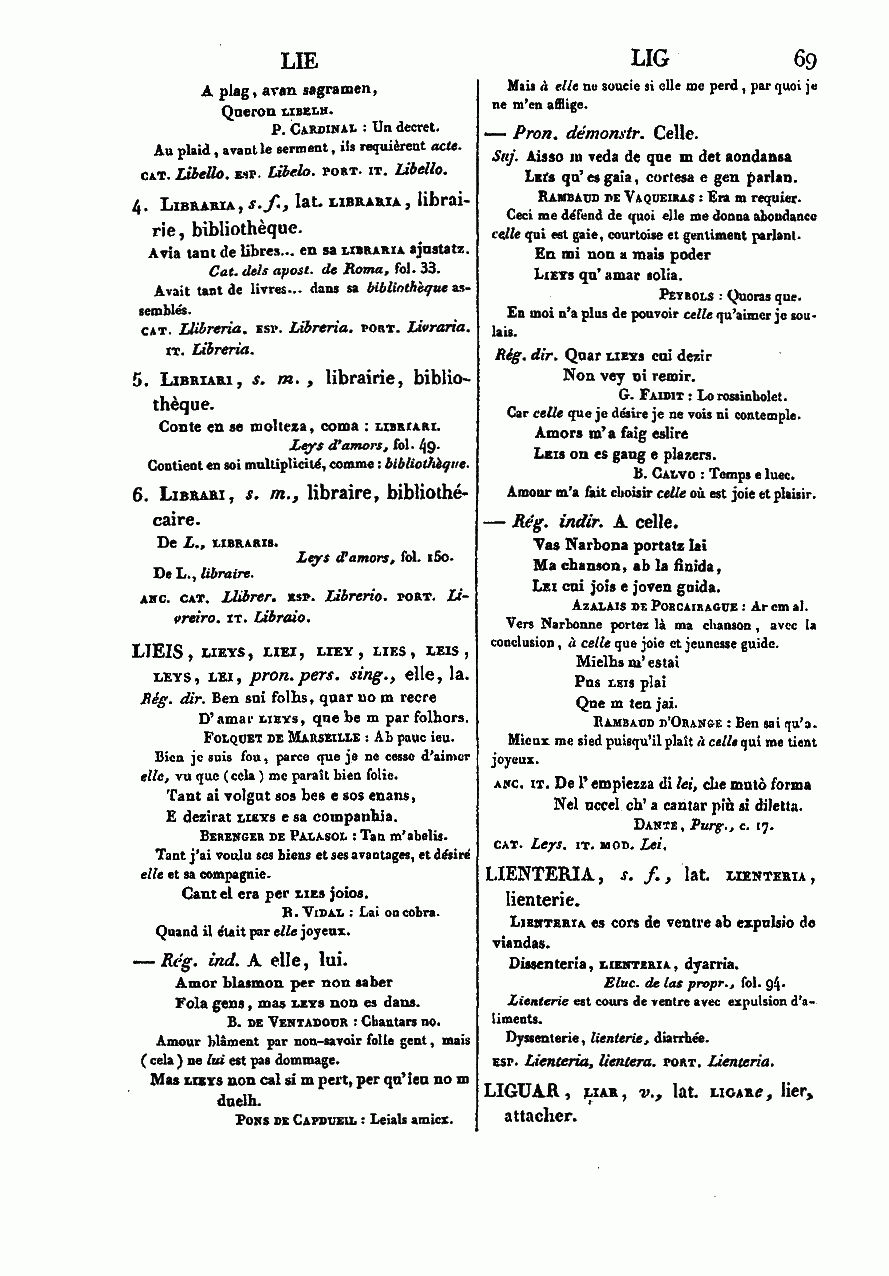 LIE
A plag, avan sagramen,
Queron LIBELH.
P. CARDINAL : Un decret.
Au plaid, avant le serment, ils requièrent acte.
CAT. Libello. ESP. Libelo. PORT. IT. Libello.
4. LIBRARIA, s. f., lat. LIBRARIA, librai-
rie, bibliothèque.
Avia tant de libres... en sa LIBRARIA ajustatz.
Cat. dels apost. de Roma, fol. 33.
Avait tant de livres... dans sa bibliothèque as-
semblés.
CAT. Llibreria. ESP. Libreria. PORT. Livraria.
IT. Libreria.
5. LIBRIARI, s. m., librairie, biblio-
thèque.
Conte en se molteza, coma : LIBRIARI.
Leys d'amors, fol. 49.
Contient en soi multiplicité, comme : bibliothèque.
6. LIBRARI, s. m., libraire, bibliothé-
caire.
De L., LIBRARIS.
Leys d'amors, fol. 150.
De L., libraire.
ANC. CAT. Llibrer. ESP. Librerio. PORT. Li-
vreiro. IT. Libraio.
LIEIS, LIEYS, LIEI, LIEY, LIES, LEIS,
LEYS, LEI, pron. pers. sing., elle, la.
Rég. dir. Ben sui folhs, quar no m recre
D'amar LIEYS, que be m par folhors.
FOLQUET DE MARSEILLE : Ab pauc ieu.
Bien je suis fou, parce que je ne cesse d'aimer
elle, vu que (cela) me paraît bien folie.
Tant ai volgut sos bes e sos enans,
E dezirat LIEYS e sa companhia.
BERENGER DE PALASOL : Tan m'abelis.
Tant j'ai voulu ses biens et ses avantages, et désiré
elle et sa compagnie.
Cant el era per LIES joios.
R. VIDAL : Lai on cobra.
Quand il était par elle joyeux.
— Rég. ind. A elle, lui.
Amor blasmon per non saber
Fola gens, mas LEYS non es dans.
B. DE VENTADOUR : Chantars no.
Amour blâment par non-savoir folle gent, mais
(cela) ne lui est pas dommage.
Mas LIEYS non cal si m pert, per qu'ieu no m
duelh.
PONS DE CAPDUEIL : Leials amicx.
LIG 69
Mais à elle ne soucie si elle me perd, par quoi je
ne m'en afflige.
— Pron. démonstr. Celle.
Suj. Aisso m veda de que m det aondansa
LEIS qu'es gaia, cortesa e gen parlan.
RAMBAUD DE VAQUEIRAS : Era m requier.
Ceci me défend de quoi elle me donna abondance
celle qui est gaie, courtoise et gentiment parlant.
En mi non a mais poder
LIEYS qu'amar solia.
PEYROLS : Quoras que.
En moi n'a plus de pouvoir celle qu'aimer je sou-
lais.
Rég. dir. Quar LIEYS cui dezir
Non vey ni remir.
G. FAIDIT : Lo rossinholet.
Car celle que je désire je ne vois ni contemple.
Amors m'a faig eslire
LEIS on es gaug e plazers.
B. CALVO : Temps e luec.
Amour m'a fait choisir celle où est joie et plaisir.
— Rég. indir. A celle.
Vas Narbona portatz lai
Ma chanson, ab la finida,
LEI cui jois e joven guida.
AZALAIS DE PORCAIRAGUE : Ar em al.
Vers Narbonne portez là ma chanson, avec la
conclusion, à celle que joie et jeunesse guide.
Mielhs m'estai
Pus LEIS plai
Que m ten jai.
RAMBAUD D'ORANGE : Ben sai qu'a.
Mieux me sied puisqu'il plaît à celle qui me tient
joyeux.
ANC. IT. De l'empiezza di lei, che mutò forma
Nel uccel ch'a cantar più si diletta.
DANTE, Purg., c. 17.
CAT. Leys. IT. MOD. Lei.
LIENTERIA, s. f., lat. LIENTERIA,
lienterie.
LIENTERIA es cors de ventre ab expulsio de
viandas.
Dissenteria, LIENTERIA, dyarria.
Eluc. de las propr., fol. 94.
Lienterie est cours de ventre avec expulsion d'a-
liments.
Dyssenterie, lienterie, diarrhée.
ESP. Lienteria, lientera. PORT. Lienteria.
LIGUAR, LIAR, v., lat. LIGARe, lier,
attacher.